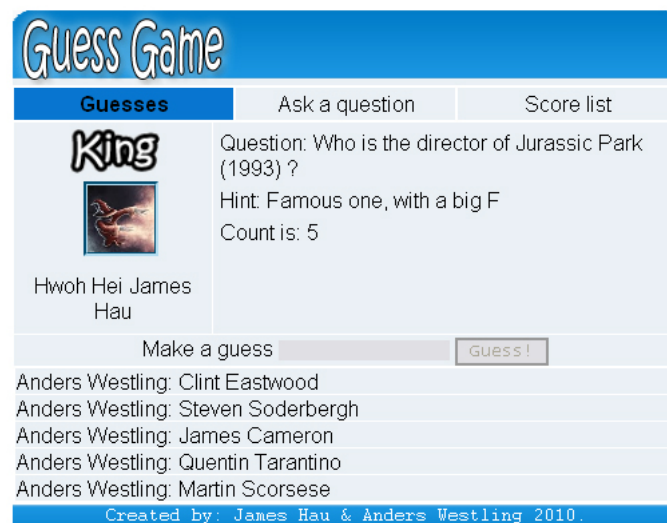 Guess Game
Guesses Ask a question Score list
King
Question: Who is the director of Jurassic Park
(1993) ?
Hint: Famous one, with a big F
Count is: 5
Hwoh Hei James
Hau
Make a guess Guess!
Anders Westling: Clint Eastwood
Anders Westling: Steven Soderbergh
Anders Westling: James Cameron
Anders Westling: Quentin Tarantino
Anders Westling: Martin Scorsese
Created by: James Hau & Anders Westling 2010.